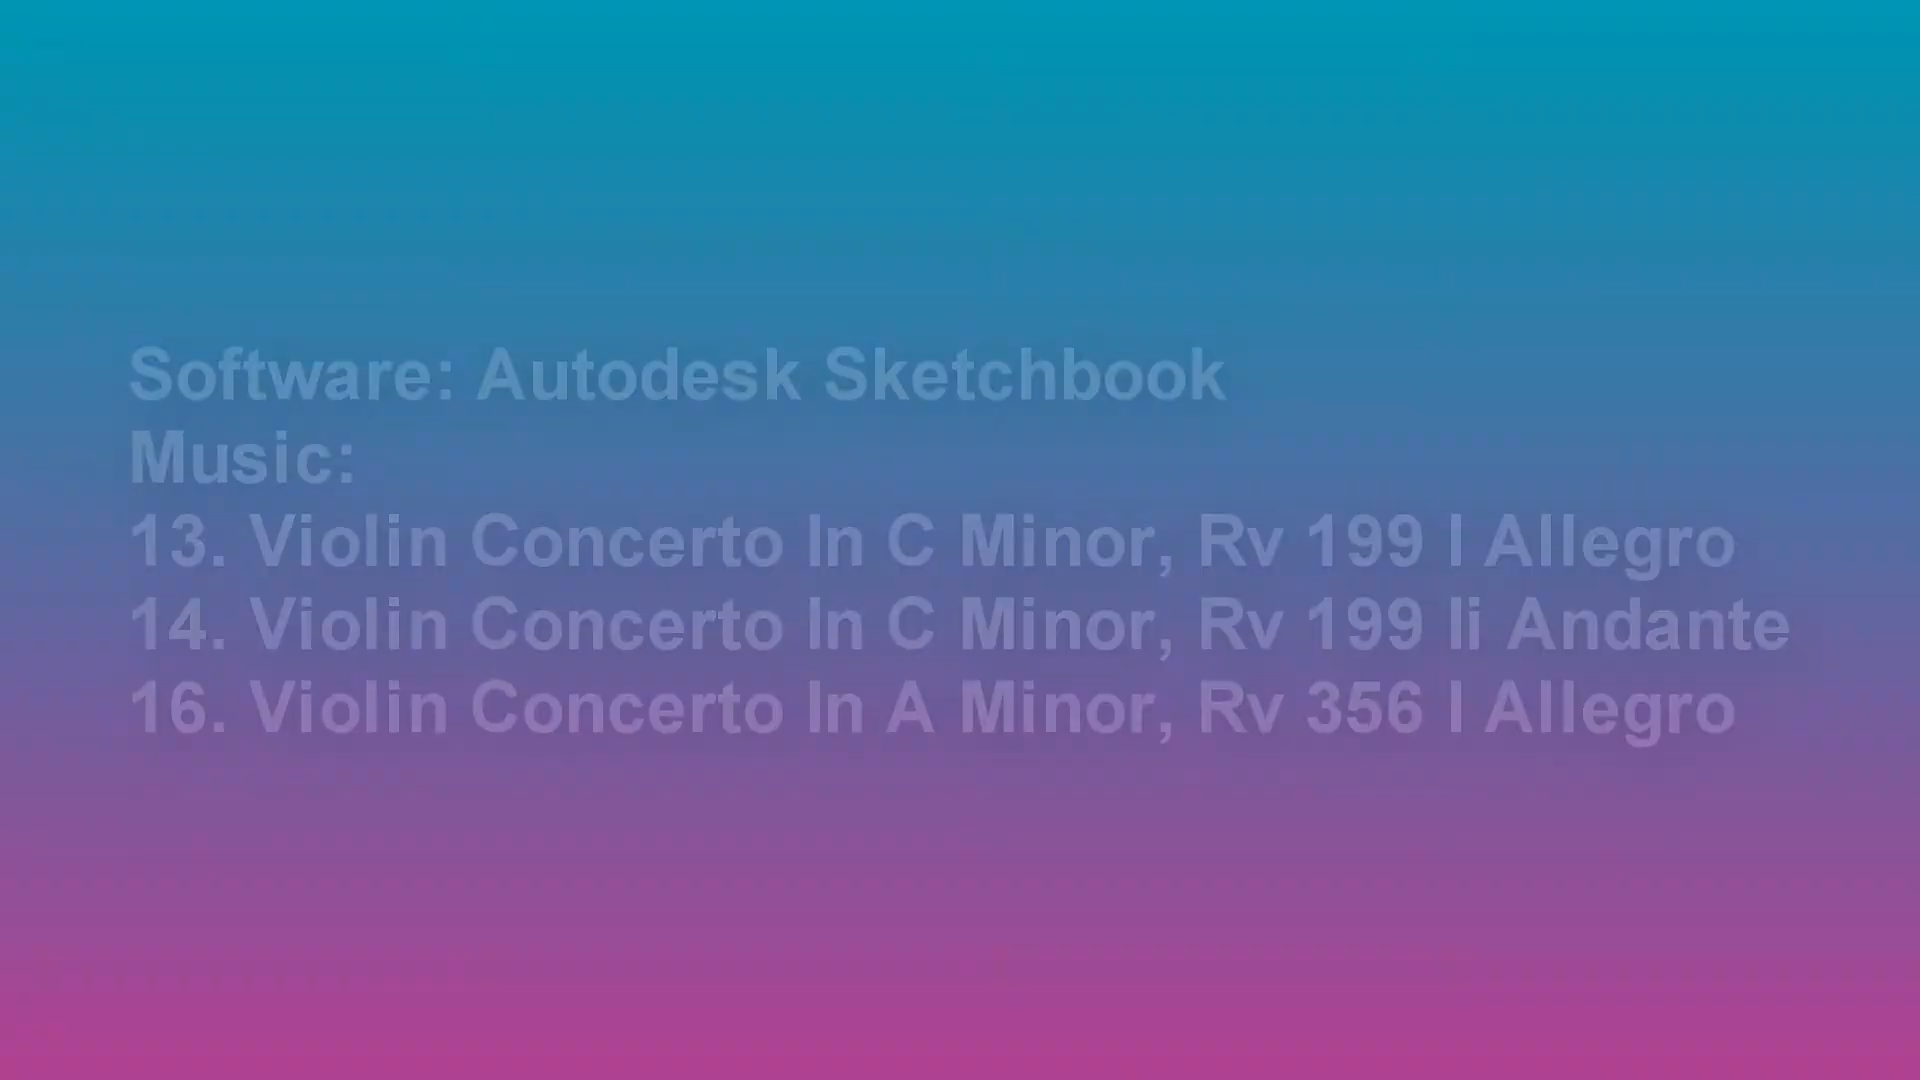 Software: Autodesk Sketchbook
Music:
13. Violin Concerto In C Minor, Rv 199 I Allegro
14. Violin Concerto In C Minor, Rv 199 Ii Andante
16. Violin Concerto In A Minor, Rv 356 I Allegro